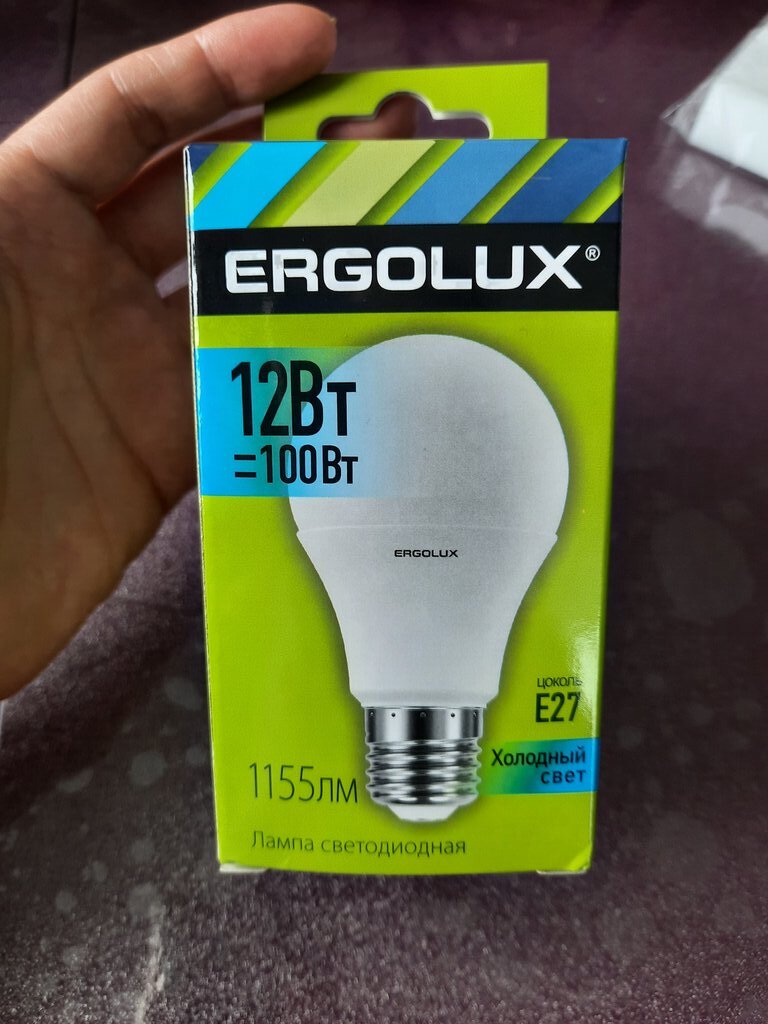 ERGOLUX®
12Вт
=100Вт
ERGOLUX
цоколь
E27
Холодный
свет
1155лм
Лампа светодиодная